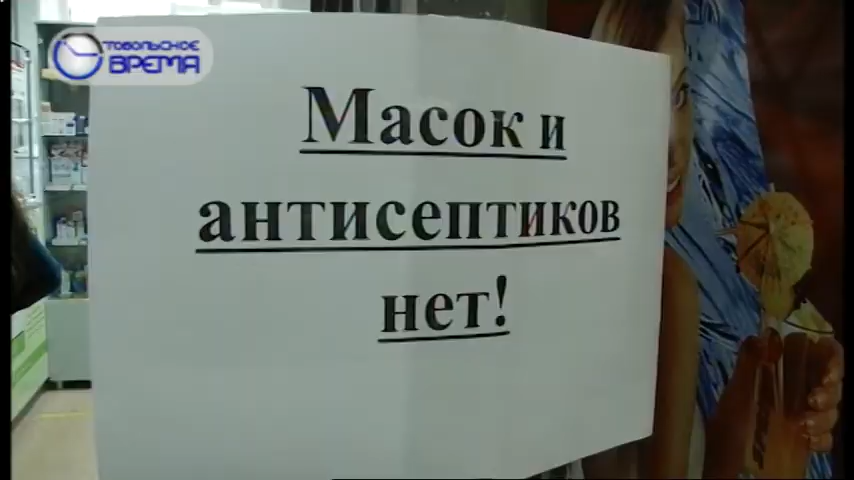 Тобольское
время
Масок и
антисептиков
нет!